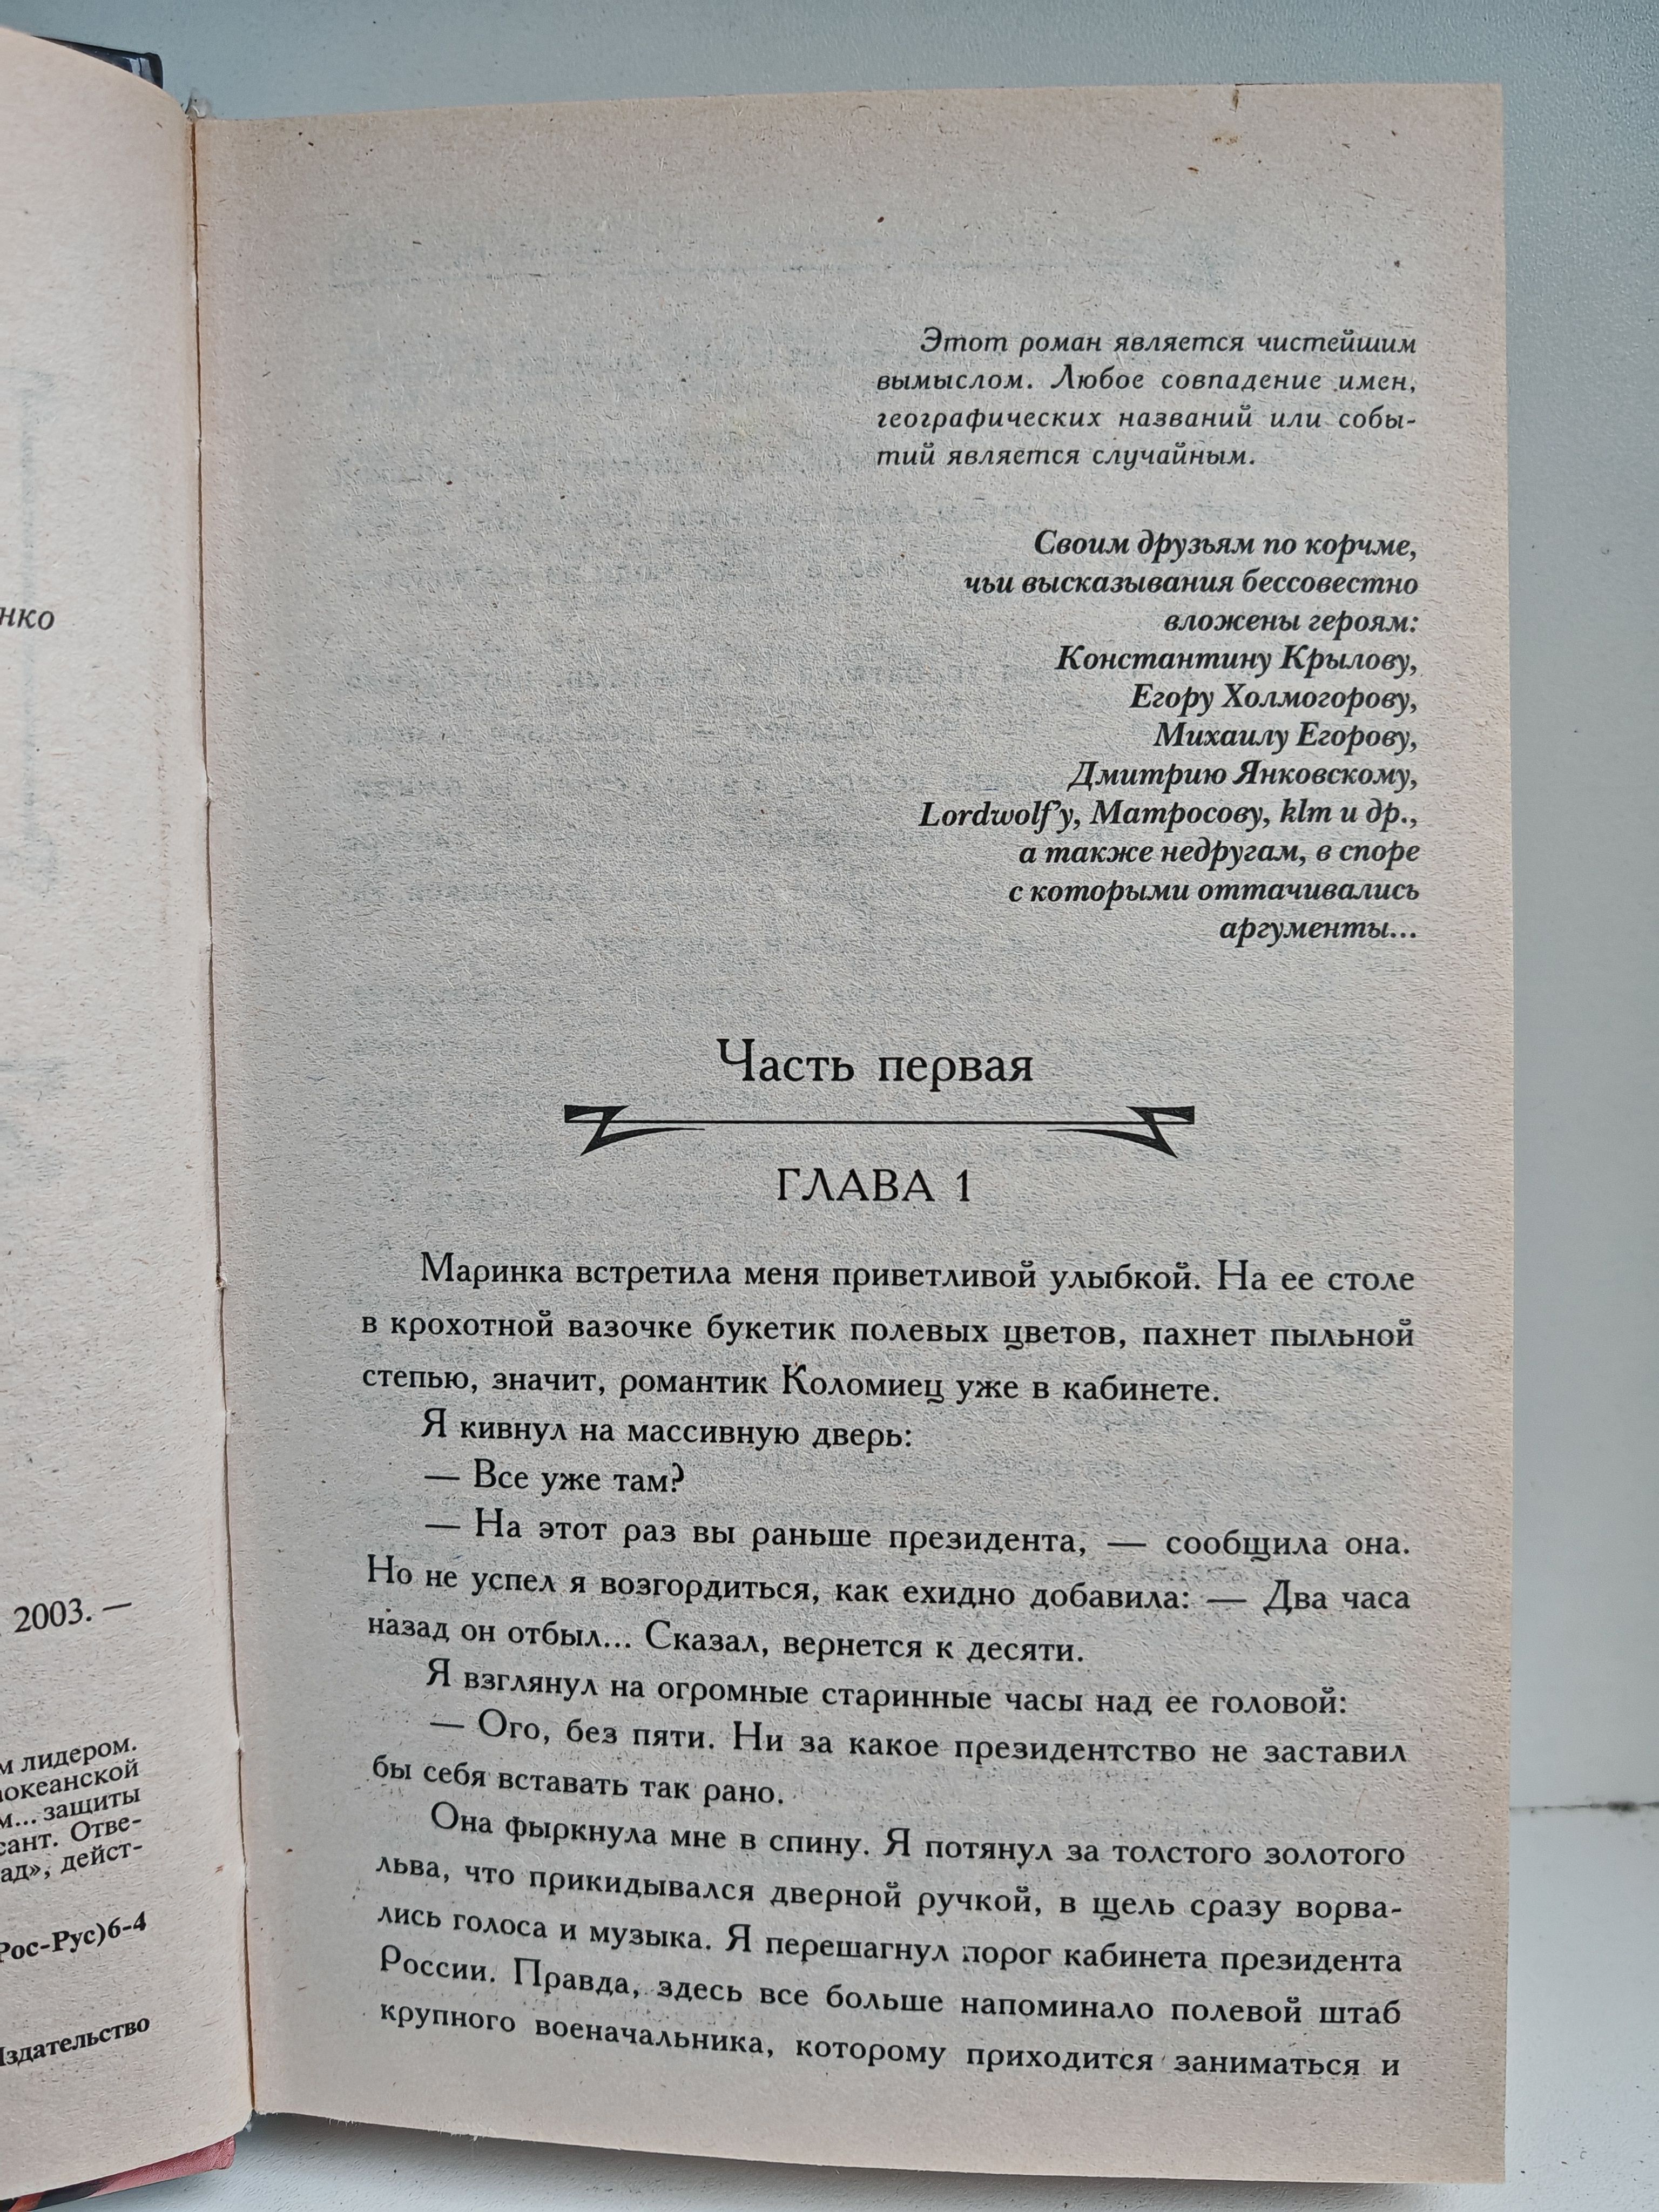 нко
2003. —
м лидером.
океанской
м... защиты
сант. Отве-
ад», дейст-
Рос-Рус)6-4
Издательство
Этот роман является чистейшим
вымыслом. Любое совпадение имен,
географических названий или собы-
тий является случайным.
Своим друзьям по корчме,
чьи высказывания бессовестно
вложены героям:
Константину Крылову,
Егору Холмогорову,
Михаилу Егорову,
Дмитрию Янковскому,
Lordwolf'у, Матросову, klm и др.,
а также недругам, в споре
с которыми оттачивались
аргументы...
Часть первая
ГЛАВА 1
Маринка встретила меня приветливой улыбкой. На ее столе
в крохотной вазочке букетик полевых цветов, пахнет пыльной
степью, значит, романтик Коломиец уже в кабинете.
Я кивнул на массивную дверь:
— Все уже там?
— На этот раз вы раньше президента, — сообщила она.
Но не успел я возгордиться, как ехидно добавила: — Два часа
назад он отбыл... Сказал, вернется к десяти.
Я взглянул на огромные старинные часы над ее головой:
— Ого, без пяти. Ни за какое президентство не заставил
бы себя вставать так рано.
Она фыркнула мне в спину. Я потянул за толстого золотого
льва, что прикидывался дверной ручкой, в щель сразу ворва-
лись голоса и музыка. Я перешагнул порог кабинета президента
России. Правда, здесь все больше напоминало полевой штаб
крупного военачальника, которому приходится заниматься и